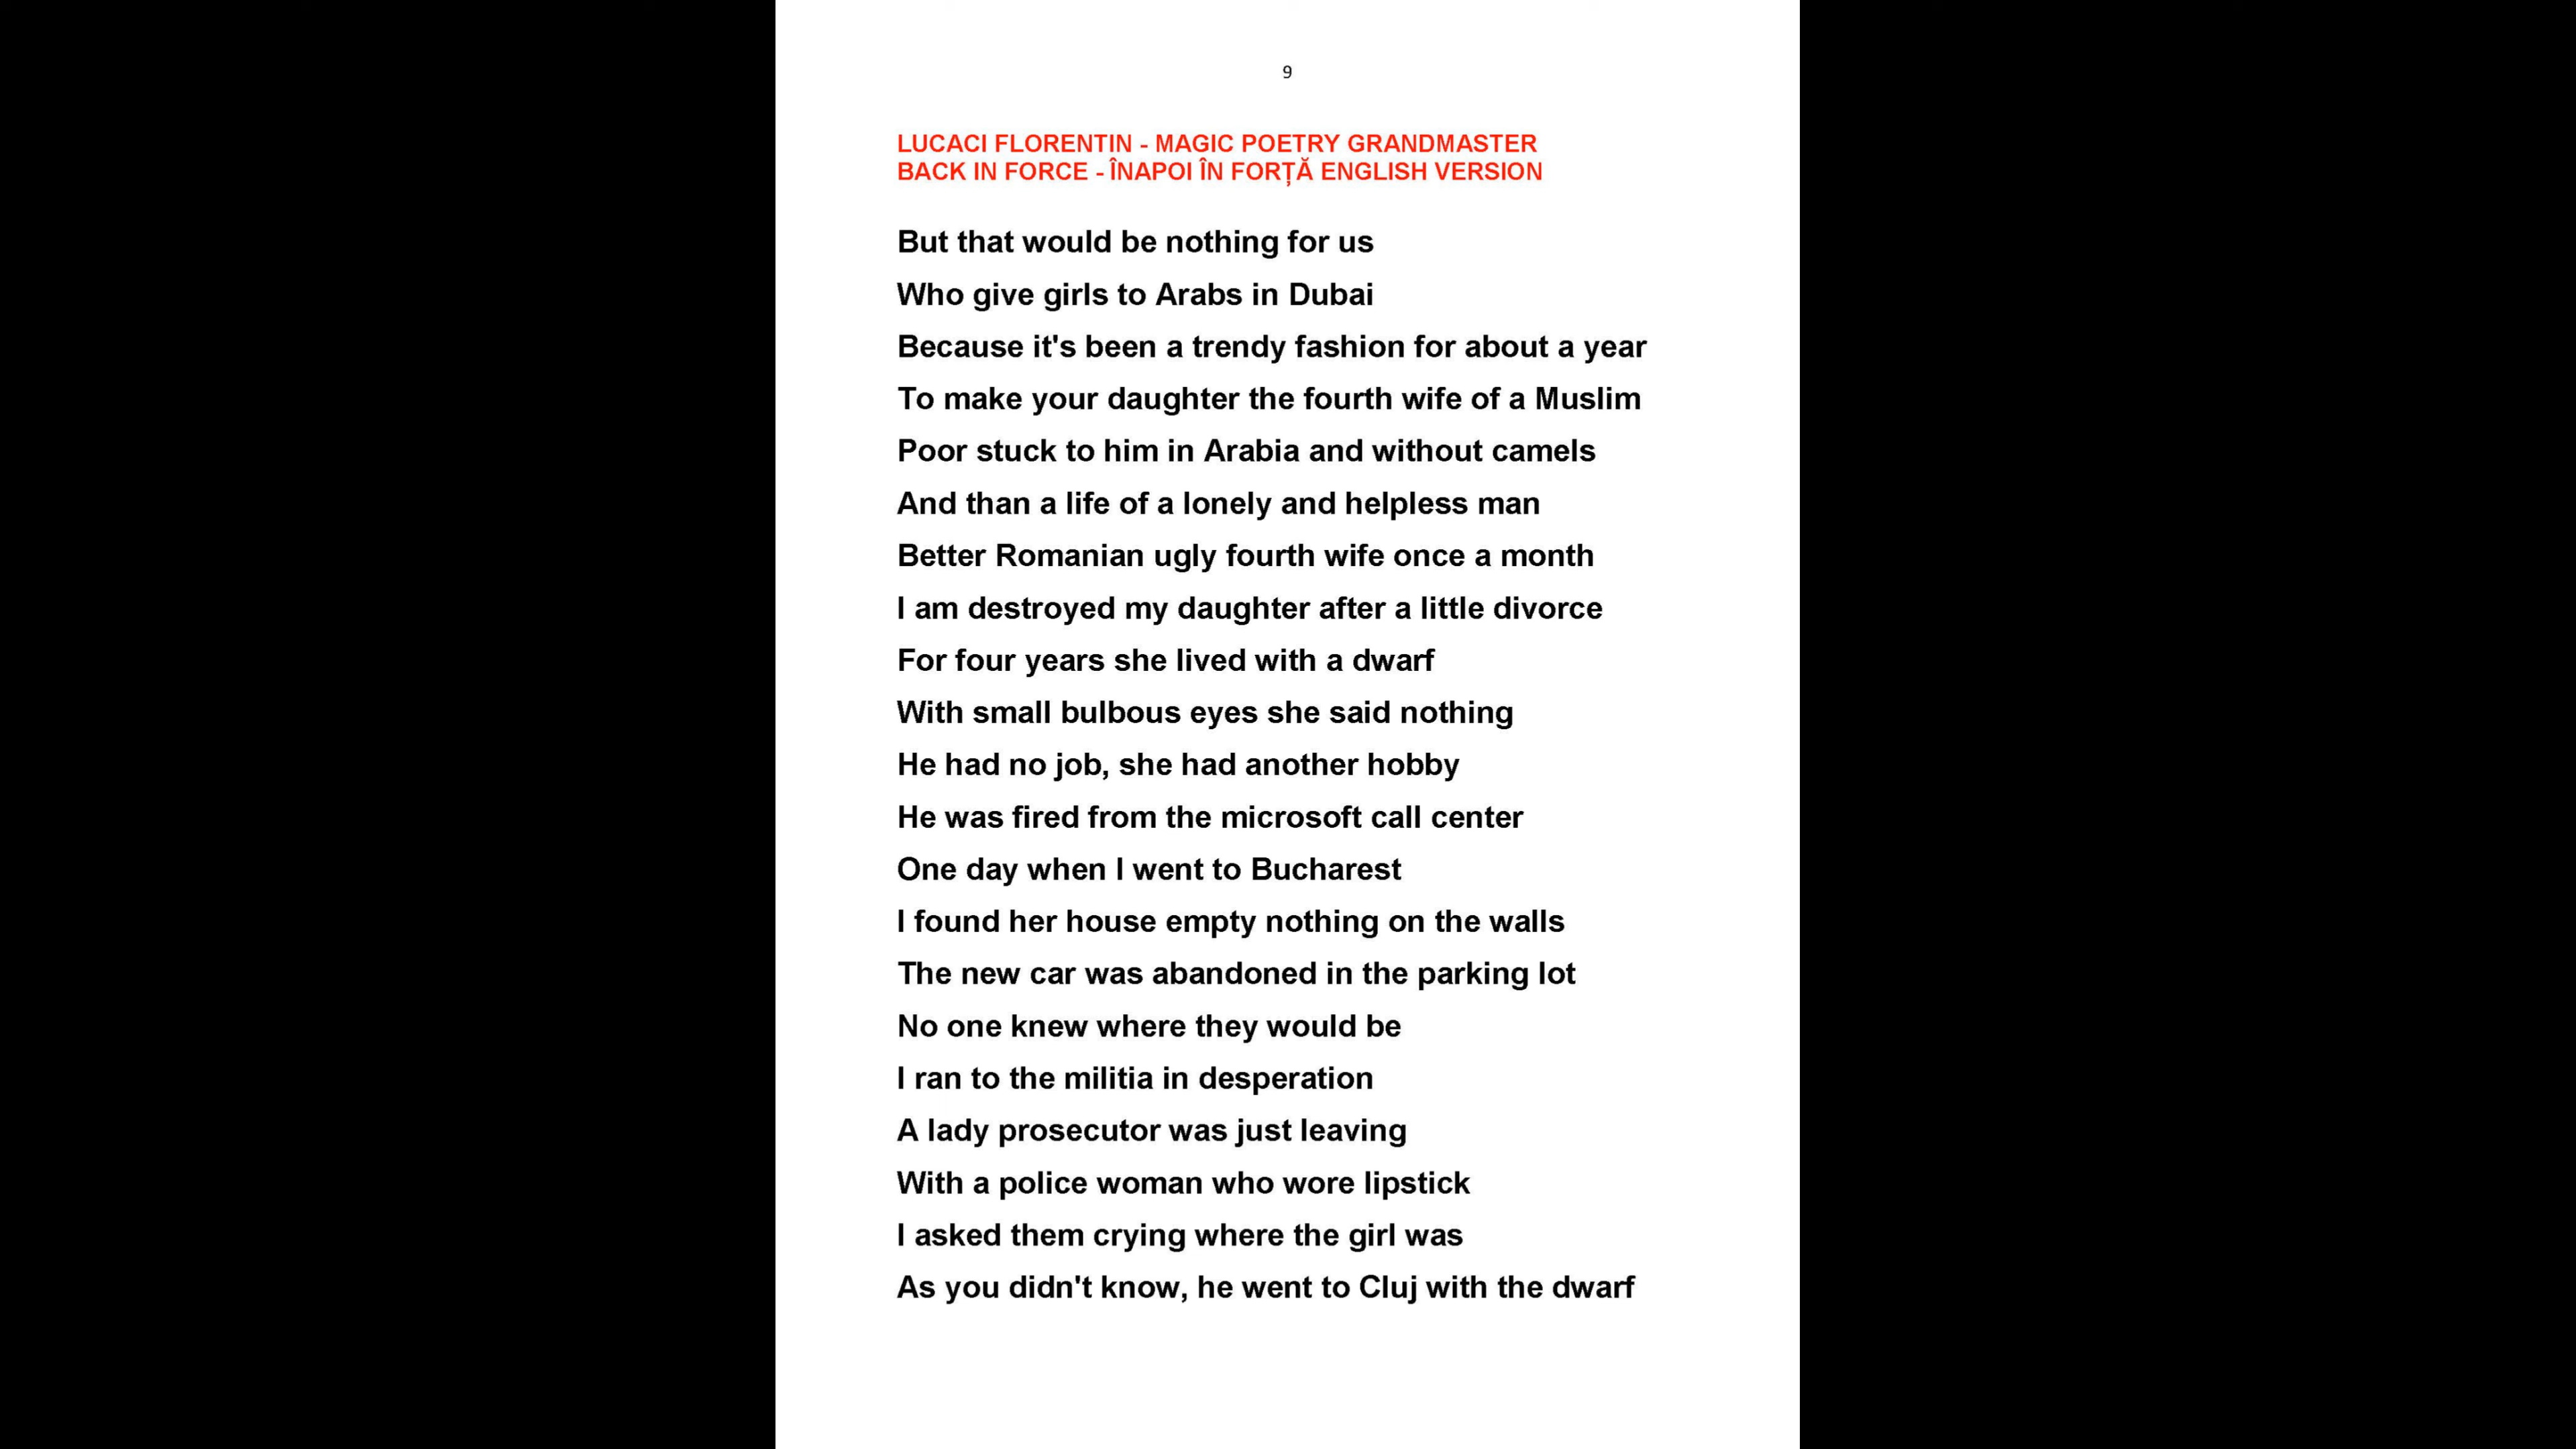 9
LUCACI FLORENTIN - MAGIC POETRY GRANDMASTER
BACK IN FORCE - ÎNAPOI ÎN FORȚĂ ENGLISH VERSION
But that would be nothing for us
Who give girls to Arabs in Dubai
Because it's been a trendy fashion for about a year
To make your daughter the fourth wife of a Muslim
Poor stuck to him in Arabia and without camels
And than a life of a lonely and helpless man
Better Romanian ugly fourth wife once a month
I am destroyed my daughter after a little divorce
For four years she lived with a dwarf
With small bulbous eyes she said nothing
He had no job, she had another hobby
He was fired from the microsoft call center
One day when I went to Bucharest
I found her house empty nothing on the walls
The new car was abandoned in the parking lot
No one knew where they would be
I ran to the militia in desperation
A lady prosecutor was just leaving
With a police woman who wore lipstick
I asked them crying where the girl was
As you didn't know, he went to Cluj with the dwarf